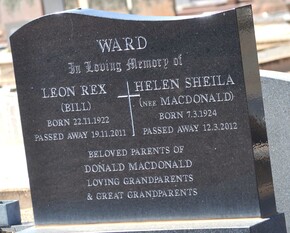 WARD
In Loving Memory of
LEON REX
(BILL)
BORN 22.11.1922
PASSED AWAY 19.11.2011
HELEN SHEILA
(NEE MACDONALD)
BORN 7.3.1924
PASSED AWAY 12.3.2012
BELOVED PARENTS OF
DONALD MACDONALD
LOVING GRANDPARENTS
& GREAT GRANDPARENTS